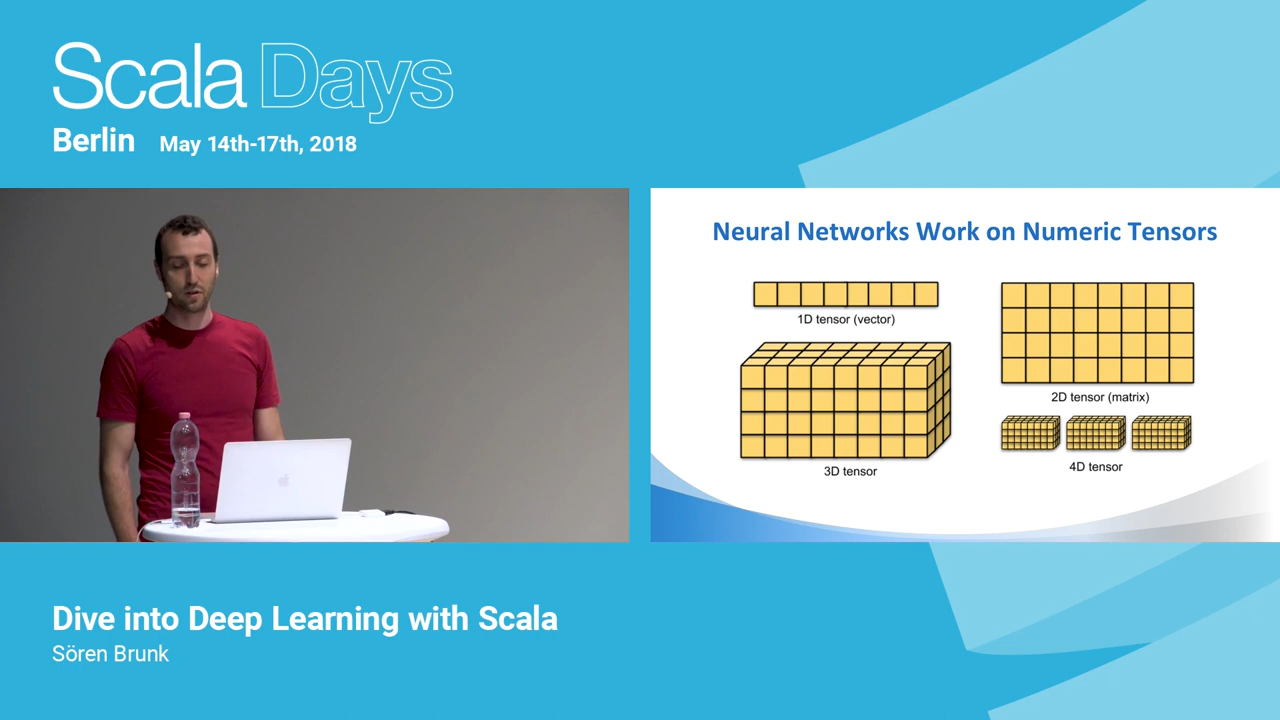 Scala Days
Berlin May 14th-17th, 2018
Neural Networks Work on Numeric Tensors
1D tensor (vector)
2D tensor (matrix)
3D tensor
4D tensor
Dive into Deep Learning with Scala
Sören Brunk